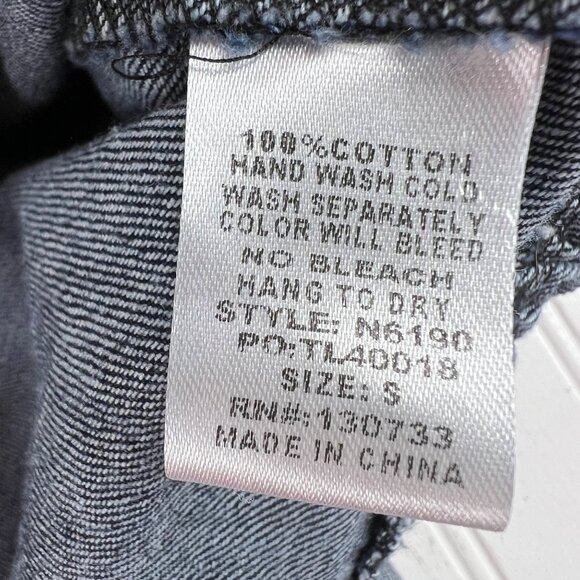 100%COTTON
HAND WASH COLD
WASH SEPARATELY
COLOR WILL BLEED
NO BLEACH
HANG TO DRY
STYLE: N6190
PO:TL40018
SIZE: S
RN#:130733
MADE IN CHINA